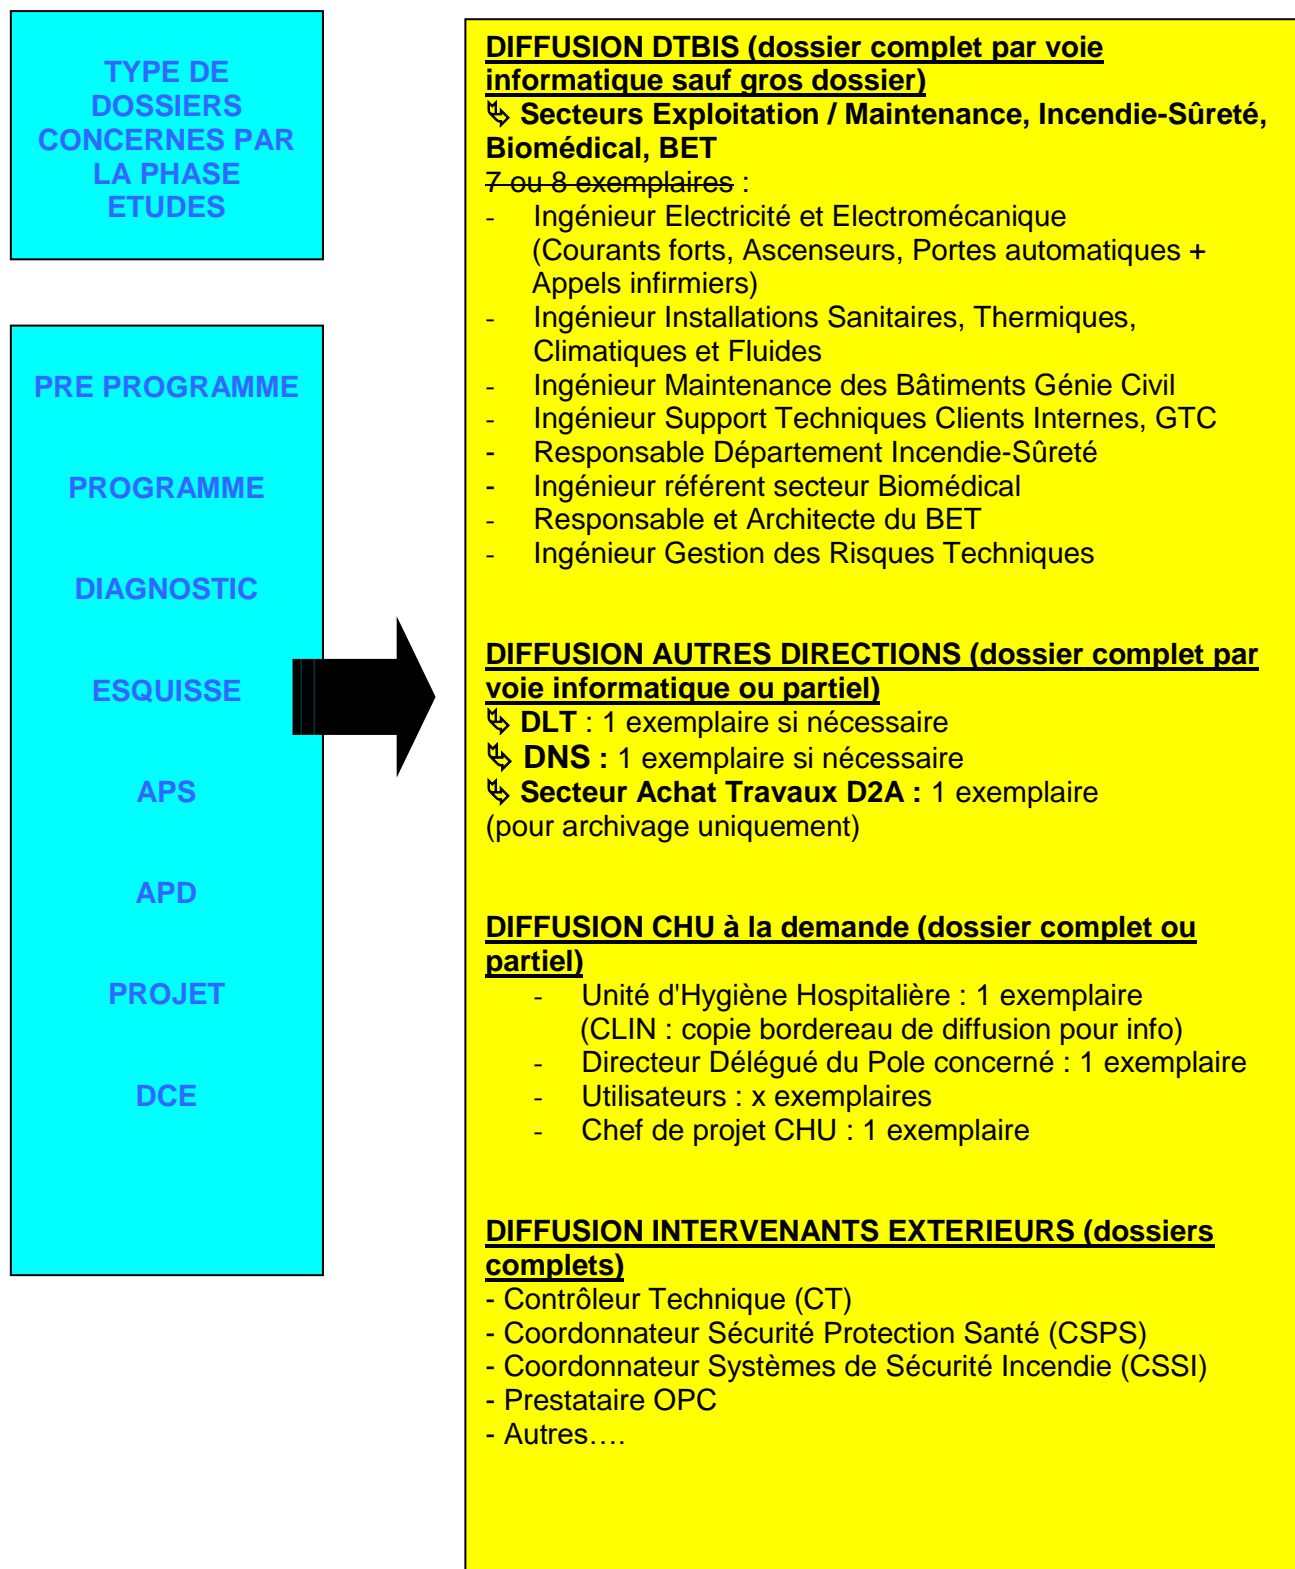 TYPE DE
DOSSIERS
CONCERNES PAR
LA PHASE
ETUDES
PRE PROGRAMME
PROGRAMME
DIAGNOSTIC
ESQUISSE
APS
APD
PROJET
DCE
DIFFUSION DTBIS (dossier complet par voie
informatique sauf gros dossier)
↳ Secteurs Exploitation / Maintenance, Incendie-Sûreté,
Biomédical, BET
7 ou 8 exemplaires :
- Ingénieur Electricité et Electromécanique
(Courants forts, Ascenseurs, Portes automatiques +
Appels infirmiers)
- Ingénieur Installations Sanitaires, Thermiques,
Climatiques et Fluides
- Ingénieur Maintenance des Bâtiments Génie Civil
- Ingénieur Support Techniques Clients Internes, GTC
- Responsable Département Incendie-Sûreté
- Ingénieur référent secteur Biomédical
- Responsable et Architecte du BET
- Ingénieur Gestion des Risques Techniques
DIFFUSION AUTRES DIRECTIONS (dossier complet par
voie informatique ou partiel)
↳ DLT : 1 exemplaire si nécessaire
↳ DNS : 1 exemplaire si nécessaire
↳ Secteur Achat Travaux D2A : 1 exemplaire
(pour archivage uniquement)
DIFFUSION CHU à la demande (dossier complet ou
partiel)
- Unité d'Hygiène Hospitalière : 1 exemplaire
(CLIN : copie bordereau de diffusion pour info)
- Directeur Délégué du Pole concerné : 1 exemplaire
- Utilisateurs : x exemplaires
- Chef de projet CHU : 1 exemplaire
DIFFUSION INTERVENANTS EXTERIEURS (dossiers
complets)
- Contrôleur Technique (CT)
- Coordonnateur Sécurité Protection Santé (CSPS)
- Coordonnateur Systèmes de Sécurité Incendie (CSSI)
- Prestataire OPC
- Autres….